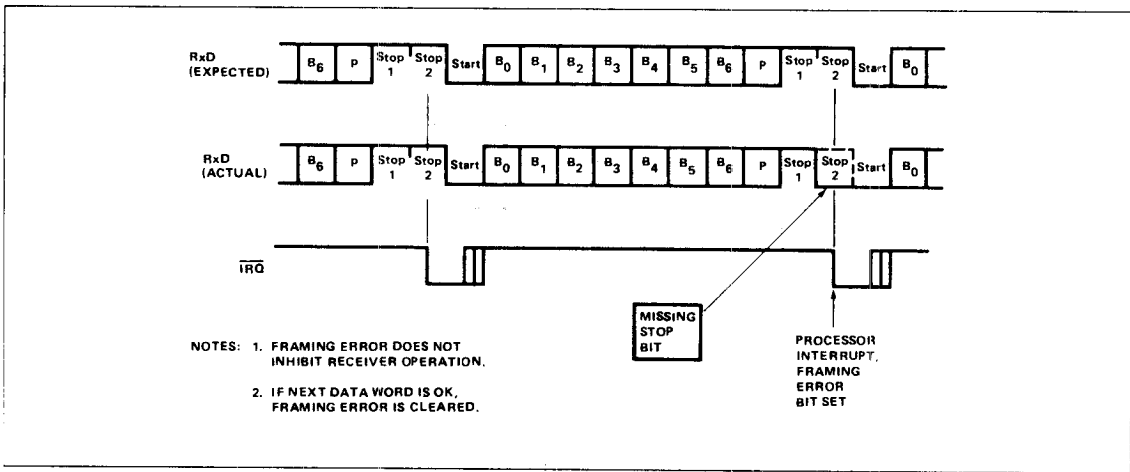 RxD
(EXPECTED)
B6 P Stop 1 Stop 2 Start B0 B1 B2 B3 B4 B5 B6 P Stop 1 Stop 2 Start B0
RxD
(ACTUAL)
B6 P Stop 1 Stop 2 Start B0 B1 B2 B3 B4 B5 B6 P Stop 1 Stop 2 Start B0
IRQ
MISSING
STOP
BIT
PROCESSOR
INTERRUPT,
FRAMING
ERROR
BIT SET
NOTES: 1. FRAMING ERROR DOES NOT
INHIBIT RECEIVER OPERATION.
2. IF NEXT DATA WORD IS OK,
FRAMING ERROR IS CLEARED.